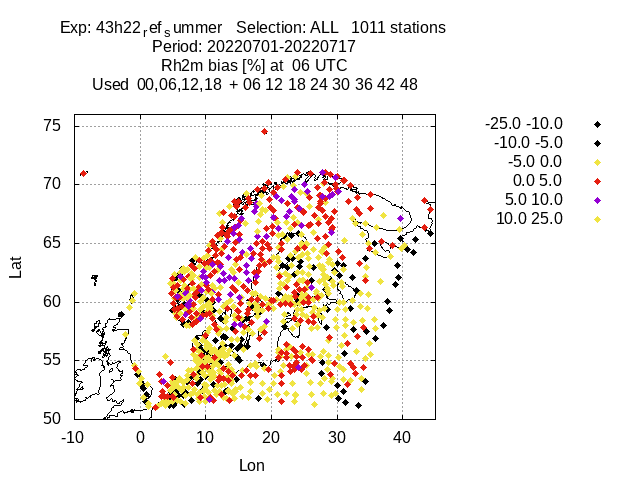 Exp: 43h22refsummer Selection: ALL 1011 stations
Period: 20220701-20220717
Rh2m bias [%] at 06 UTC
Used 00,06,12,18 + 06 12 18 24 30 36 42 48
-25.0 -10.0
-10.0 -5.0
-5.0 0.0
0.0 5.0
5.0 10.0
10.0 25.0
75
70
65
60
55
50
Lat
-10 0 10 20 30 40
Lon